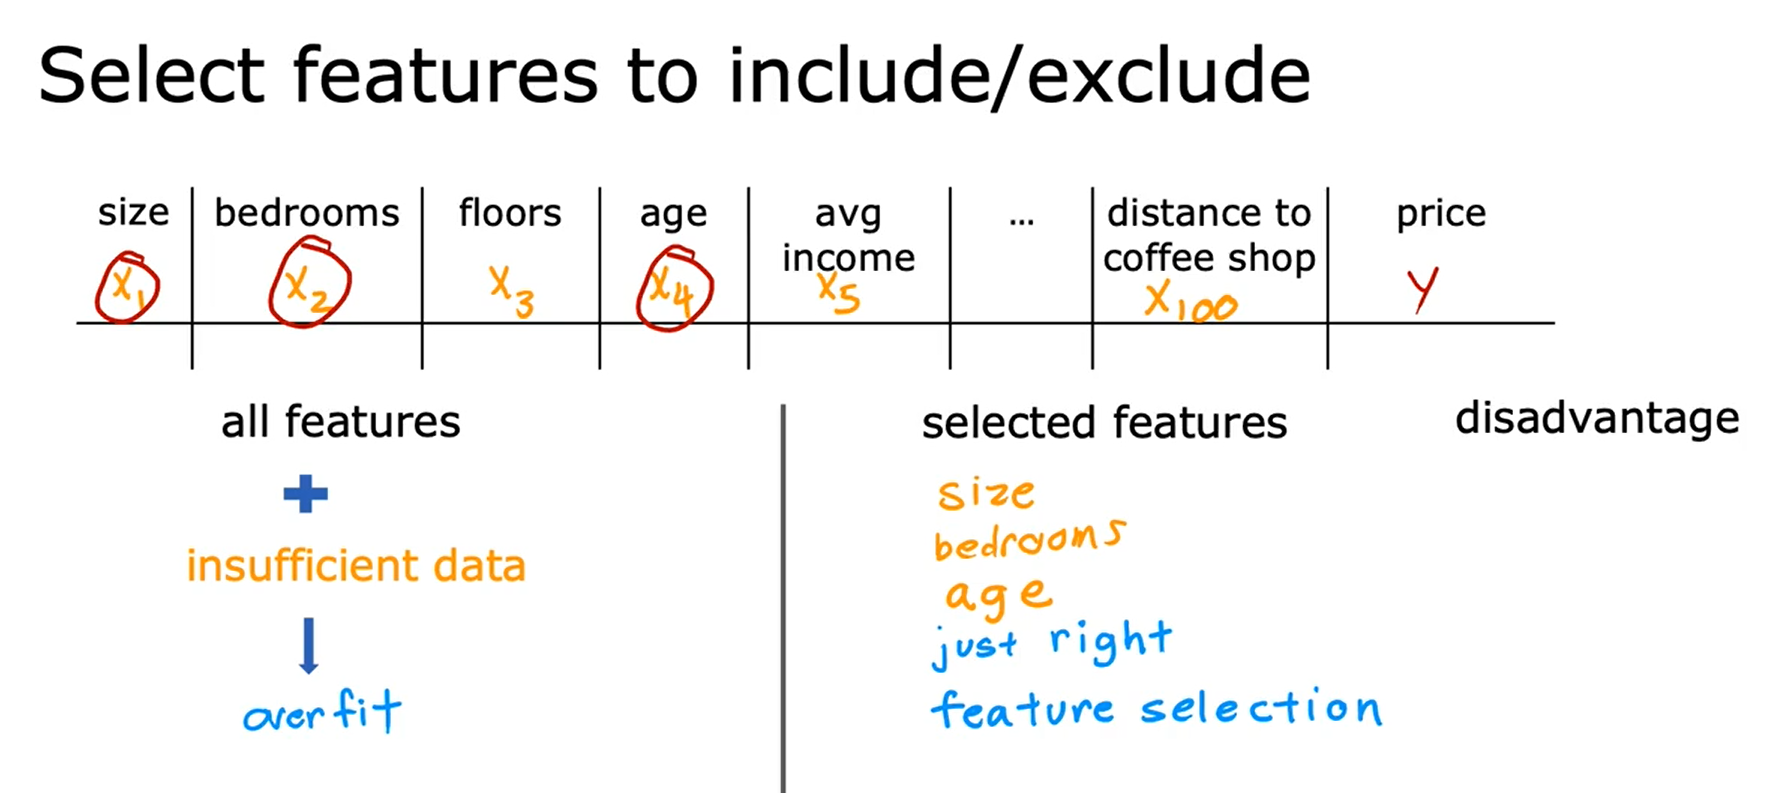 Select features to include/exclude
size bedrooms floors age avg income ... distance to coffee shop price
x₁ x₂ x₃ x₄ x₅ x₁₀₀ y
all features
+
insufficient data
↓
overfit
selected features
size
bedrooms
age
just right
feature selection
disadvantage